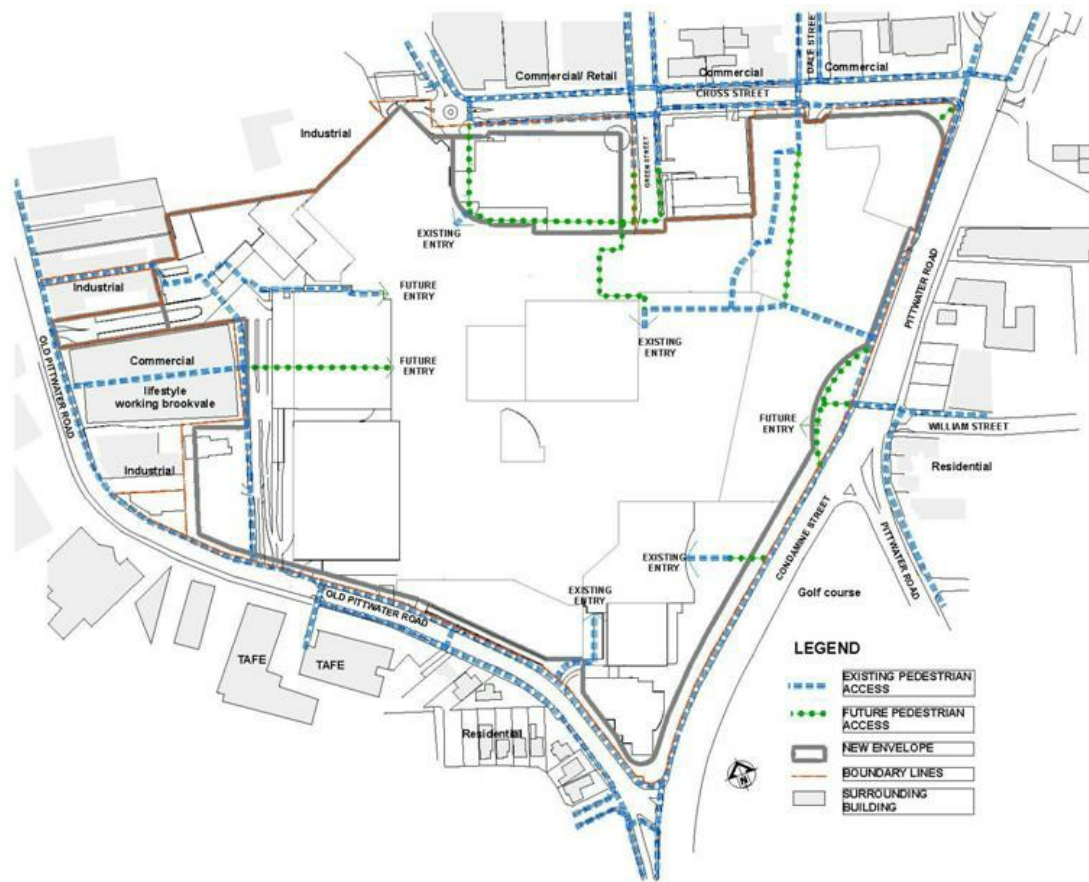 DALE STREET
Commercial/ Retail
Commercial
Commercial
CROSS STREET
Industrial
GREEN STREET
EXISTING
ENTRY
FUTURE
ENTRY
Industrial
PITTWATER ROAD
EXISTING
ENTRY
OLD PITTWATER ROAD
Commercial
lifestyle
working brookvale
FUTURE
ENTRY
FUTURE
ENTRY
WILLIAM STREET
Industrial
Residential
CONDAMINE STREET
PITTWATER ROAD
EXISTING
ENTRY
EXISTING
ENTRY
Golf course
OLD PITTWATER ROAD
TAFE
TAFE
Residential
N
LEGEND
EXISTING PEDESTRIAN
ACCESS
FUTURE PEDESTRIAN
ACCESS
NEW ENVELOPE
BOUNDARY LINES
SURROUNDING
BUILDING